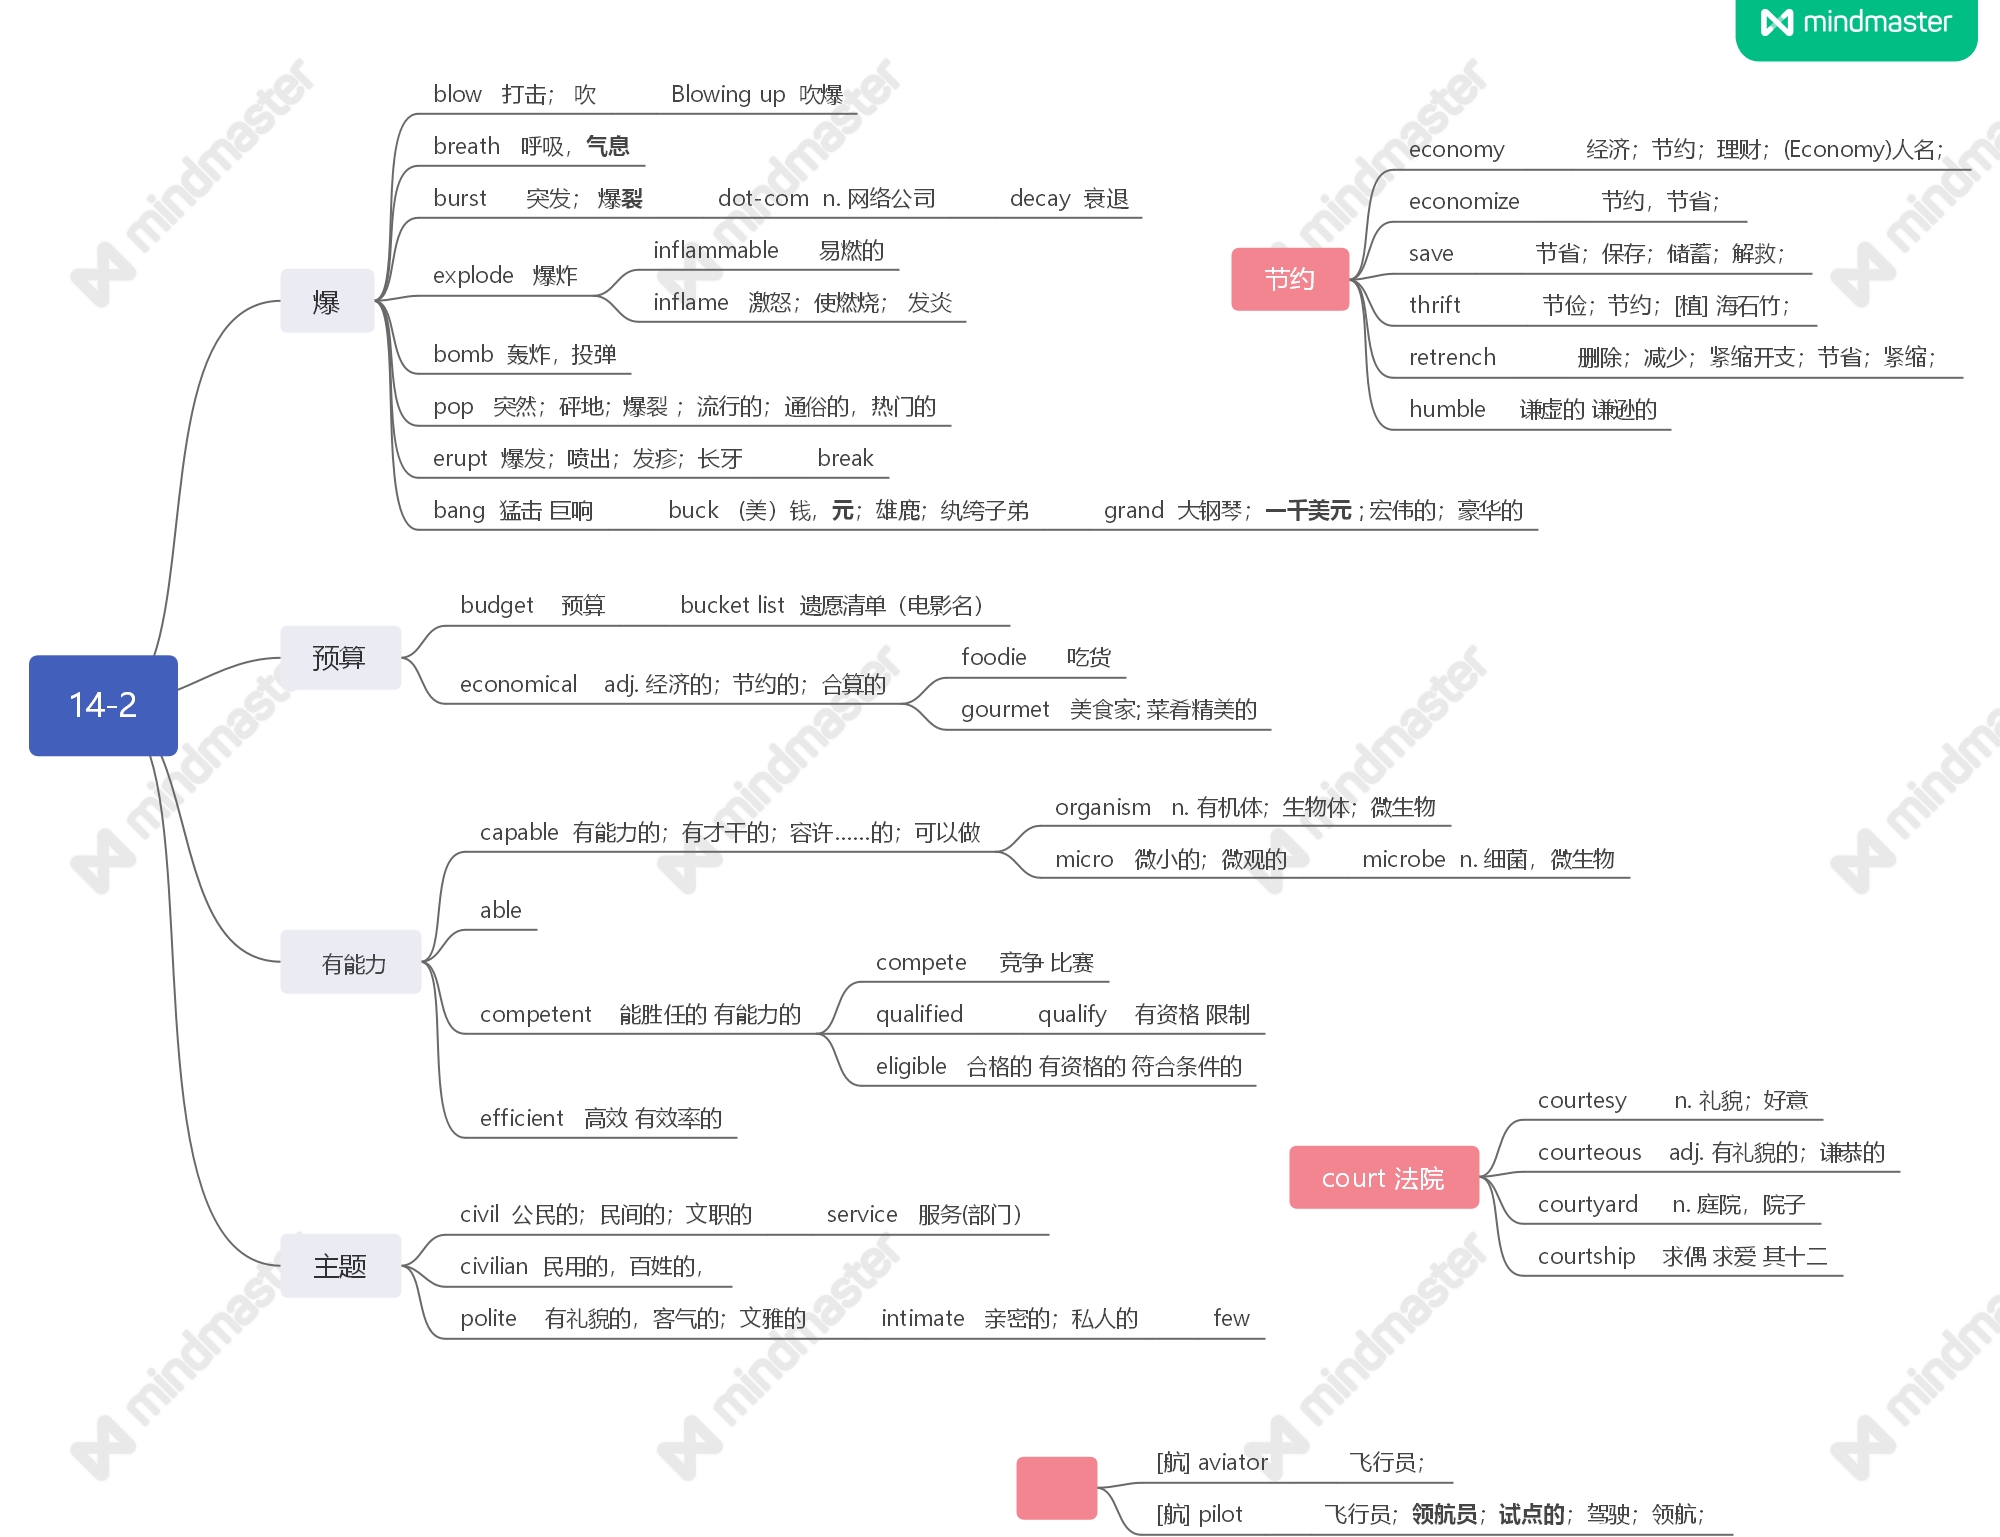 mindmaster
14-2
爆
blow 打击； 吹 Blowing up 吹爆
breath 呼吸，气息
burst 突发； 爆裂 dot-com n. 网络公司 decay 衰退
explode 爆炸
inflammable 易燃的
inflame 激怒；使燃烧； 发炎
bomb 轰炸，投弹
pop 突然；砰地；爆裂 ；流行的；通俗的，热门的
erupt 爆发；喷出；发疹；长牙 break
bang 猛击 巨响 buck （美）钱，元；雄鹿；纨绔子弟 grand 大钢琴；一千美元 ; 宏伟的；豪华的
预算
budget 预算 bucket list 遗愿清单（电影名）
economical adj. 经济的；节约的；合算的
foodie 吃货
gourmet 美食家; 菜肴精美的
有能力
capable 有能力的；有才干的；容许……的；可以做
organism n. 有机体；生物体；微生物
micro 微小的；微观的 microbe n. 细菌，微生物
able
competent 能胜任的 有能力的
compete 竞争 比赛
qualified qualify 有资格 限制
eligible 合格的 有资格的 符合条件的
efficient 高效 有效率的
主题
civil 公民的；民间的；文职的 service 服务(部门）
civilian 民用的，百姓的，
polite 有礼貌的，客气的；文雅的 intimate 亲密的；私人的 few
节约
economy 经济；节约；理财；(Economy)人名；
economize 节约，节省；
save 节省；保存；储蓄；解救；
thrift 节俭；节约；[植] 海石竹；
retrench 删除；减少；紧缩开支；节省；紧缩；
humble 谦虚的 谦逊的
court 法院
courtesy n. 礼貌；好意
courteous adj. 有礼貌的；谦恭的
courtyard n. 庭院，院子
courtship 求偶 求爱 其十二
[航] aviator 飞行员；
[航] pilot 飞行员；领航员；试点的；驾驶；领航；